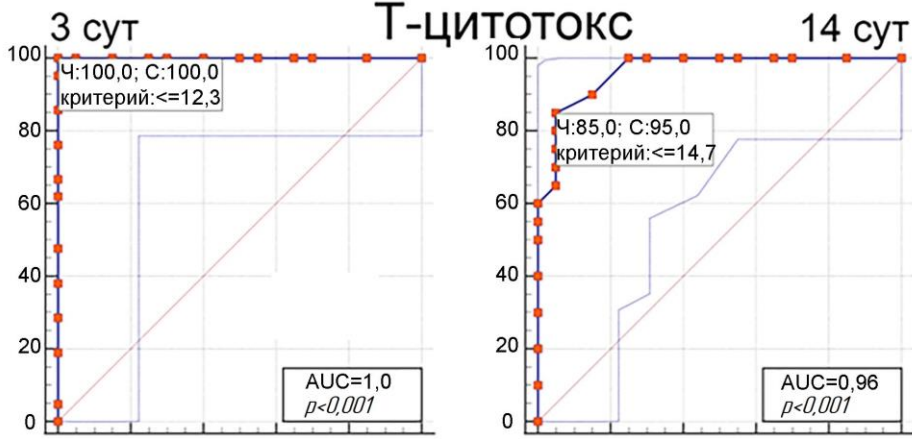 3 сут
Т-цитотокс
14 сут
100
80
60
40
20
0
Ч:100,0; С:100,0
критерий:<=12,3
AUC=1,0
p<0,001
100
80
60
40
20
0
Ч:85,0; С:95,0
критерий:<=14,7
AUC=0,96
p<0,001